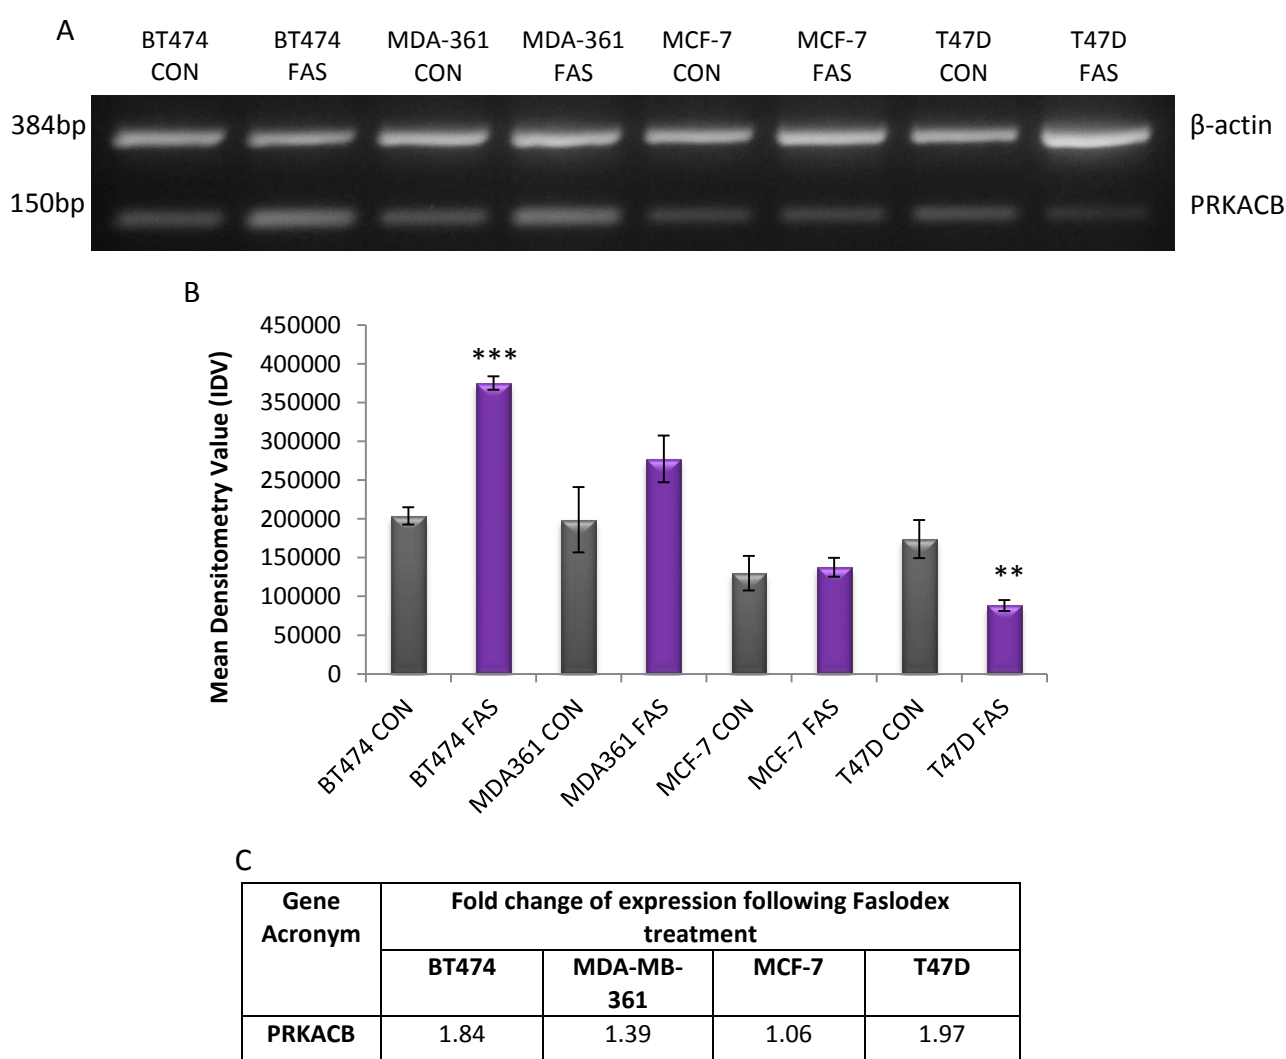 A
BT474 CON
BT474 FAS
MDA-361 CON
MDA-361 FAS
MCF-7 CON
MCF-7 FAS
T47D CON
T47D FAS
384bp
β-actin
150bp
PRKACB
B
Mean Densitometry Value (IDV)
450000
400000
350000
300000
250000
200000
150000
100000
50000
0
***
**
BT474 CON
BT474 FAS
MDA361 CON
MDA361 FAS
MCF-7 CON
MCF-7 FAS
T47D CON
T47D FAS
C
Gene
Acronym
Fold change of expression following Faslodex
treatment
BT474
MDA-MB-
361
MCF-7
T47D
PRKACB
1.84
1.39
1.06
1.97